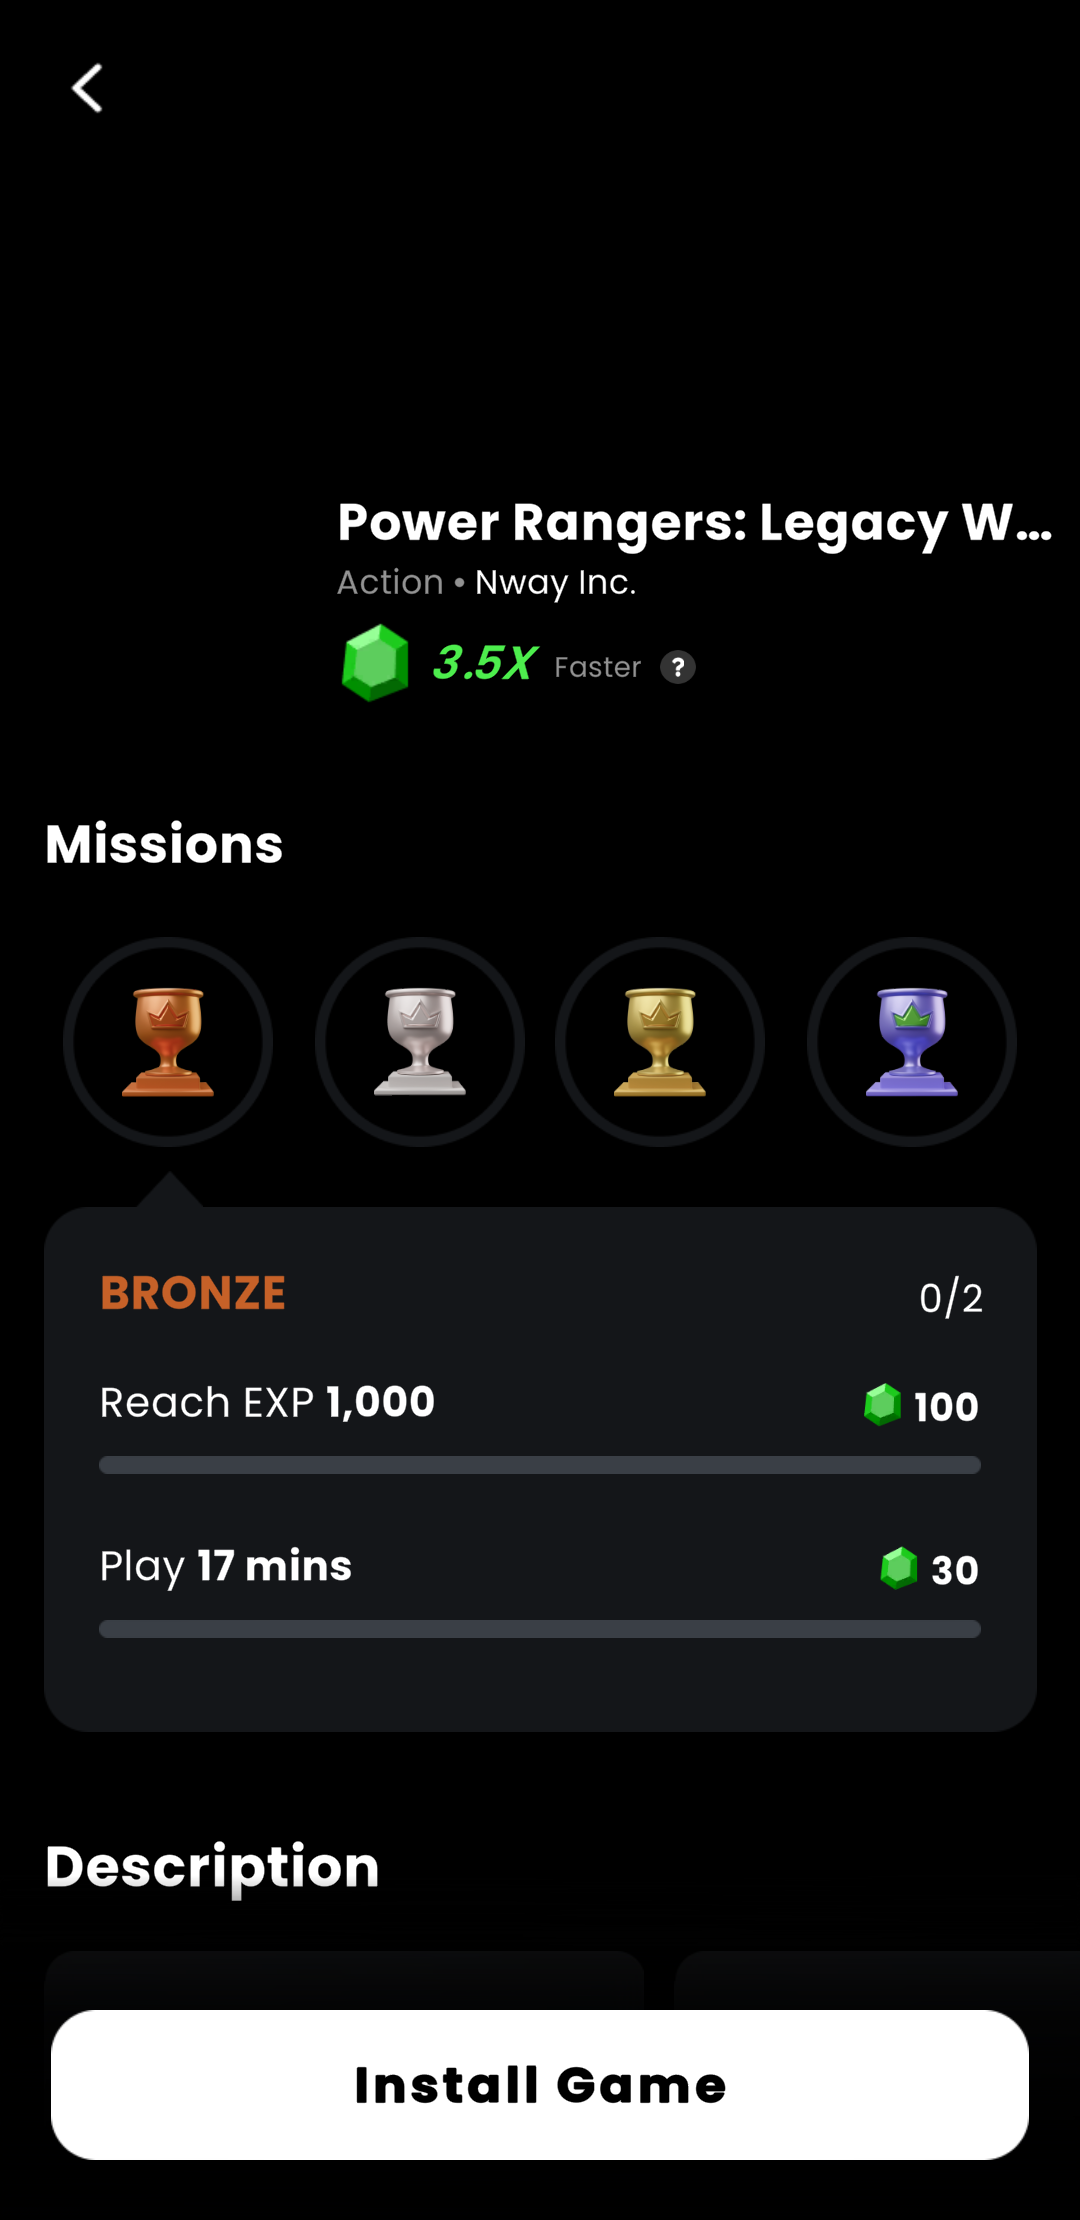 Power Rangers: Legacy W...
Action • Nway Inc.
3.5X Faster ?
Missions
BRONZE 0/2
Reach EXP 1,000 100
Play 17 mins 30
Description
Install Game